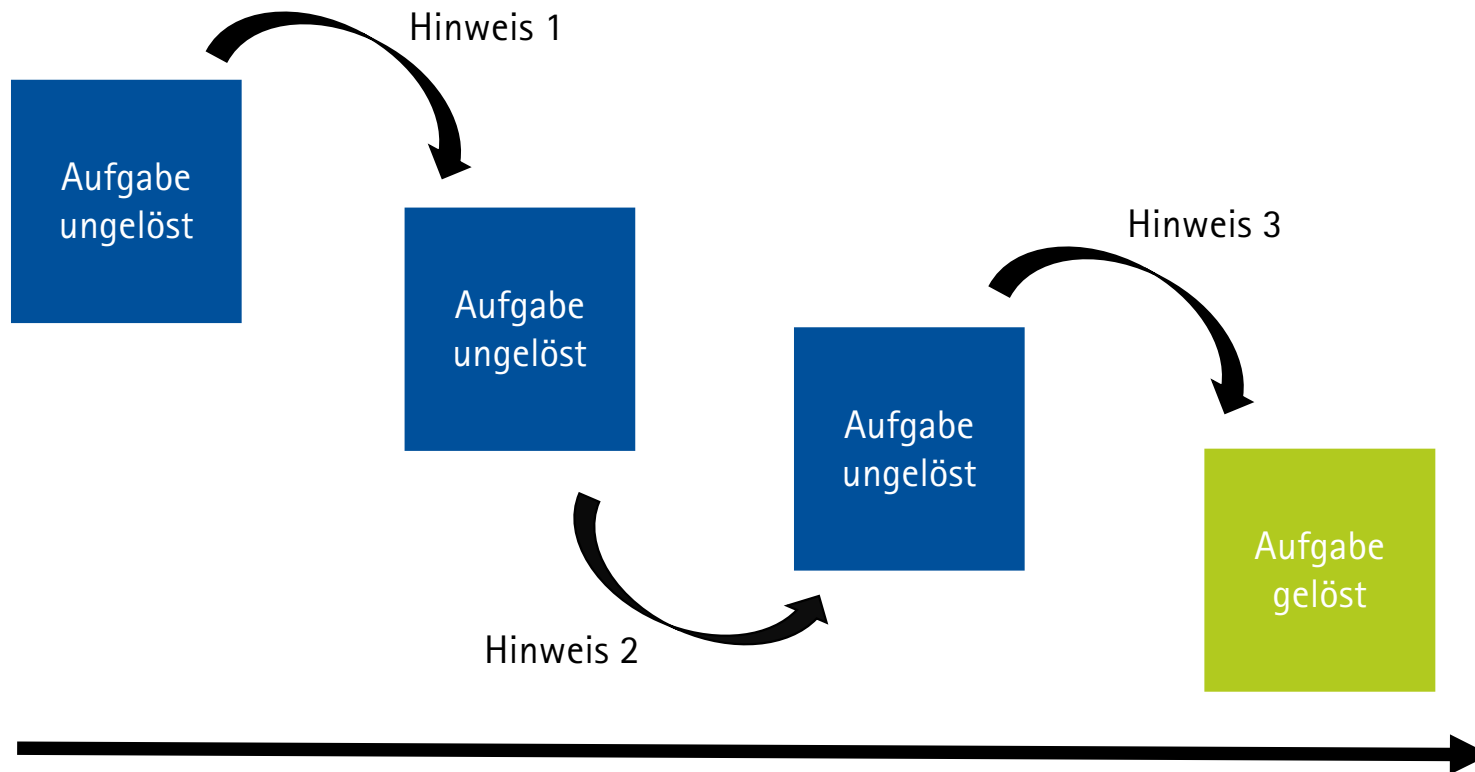 Hinweis 1
Aufgabe
ungelöst
Aufgabe
ungelöst
Hinweis 2
Aufgabe
ungelöst
Hinweis 3
Aufgabe
gelöst